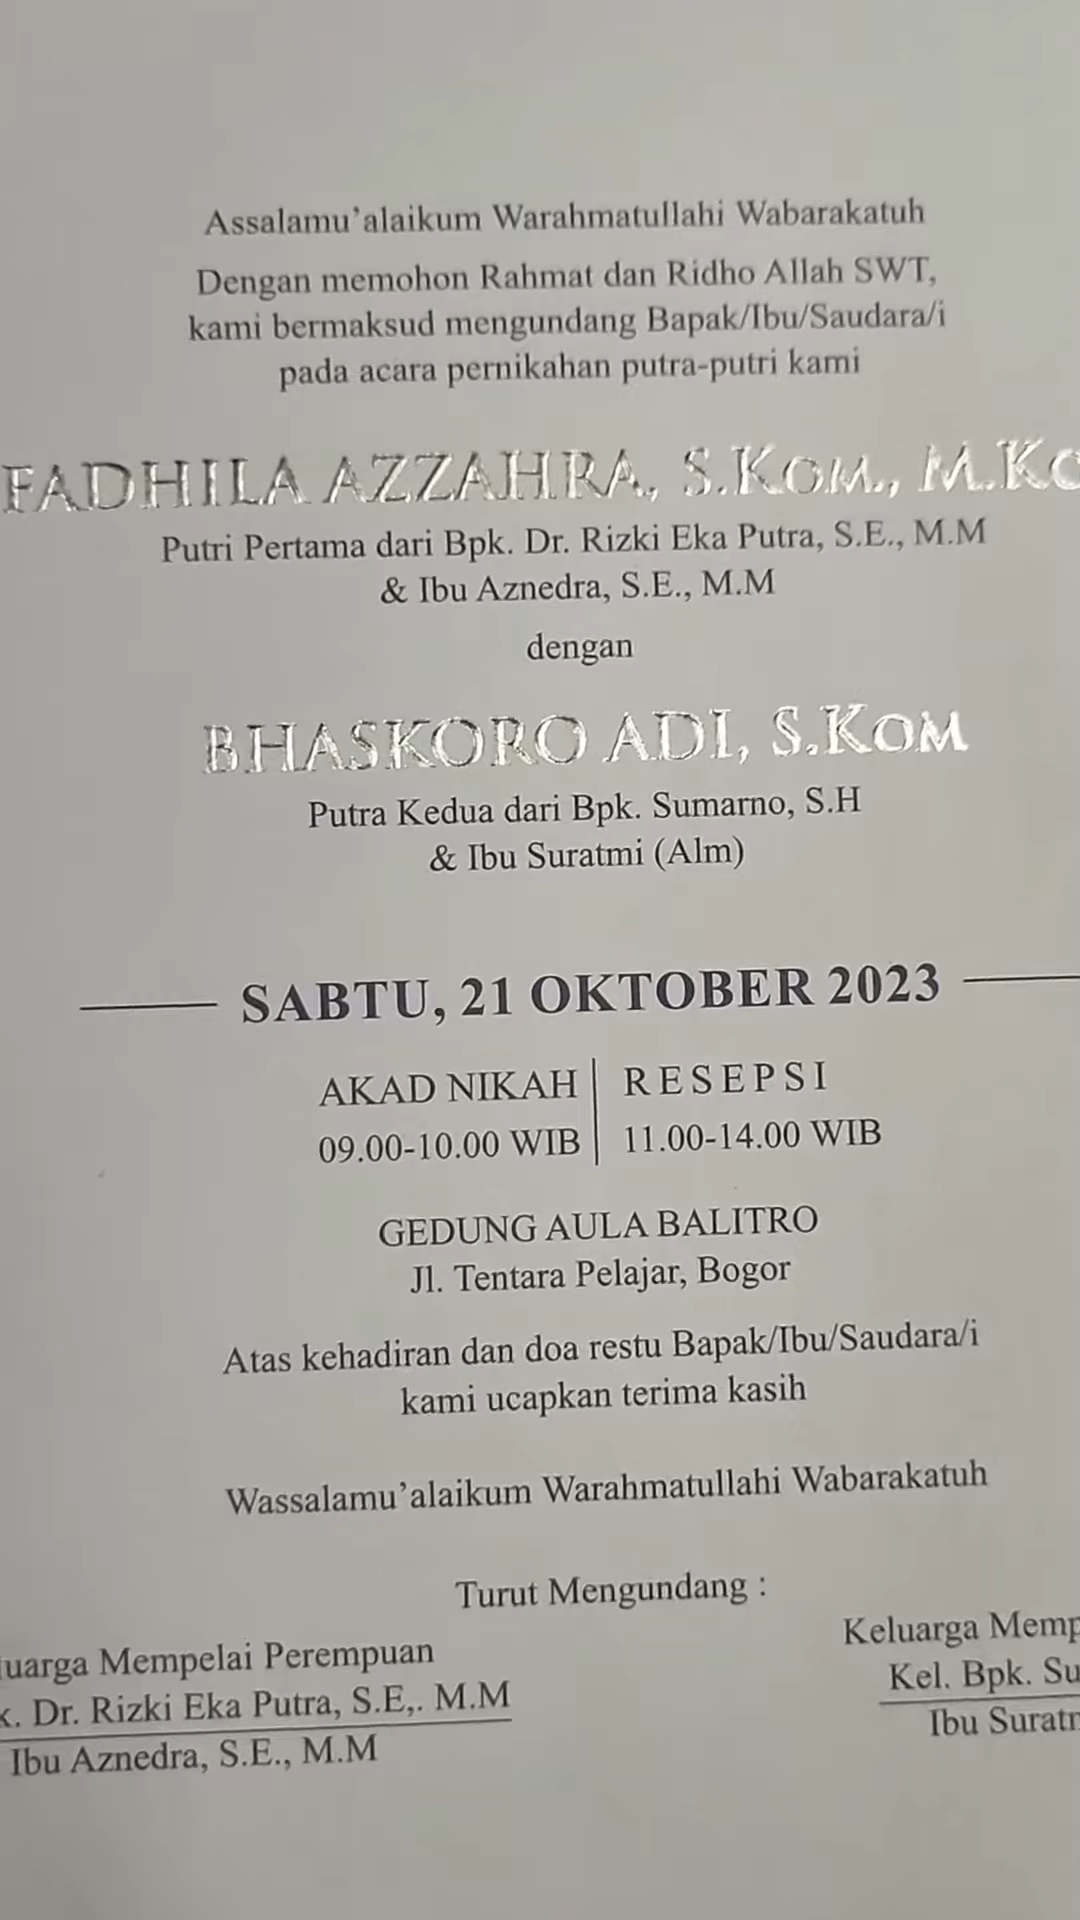 Assalamu’alaikum Warahmatullahi Wabarakatuh
Dengan memohon Rahmat dan Ridho Allah SWT,
kami bermaksud mengundang Bapak/Ibu/Saudara/i
pada acara pernikahan putra-putri kami
FADHILA AZZAHRA, S.KOM.,
Putri Pertama dari Bpk. Dr. Rizki Eka Putra, S.E., M.M
& Ibu Aznedra, S.E., M.M
dengan
BHASKORO ADI, S.KOM
Putra Kedua dari Bpk. Sumarno, S.H
& Ibu Suratmi (Alm)
SABTU, 21 OKTOBER 2023
AKAD NIKAH | RESEPSI
09.00-10.00 WIB | 11.00-14.00 WIB
GEDUNG AULA BALITRO
Jl. Tentara Pelajar, Bogor
Atas kehadiran dan doa restu Bapak/Ibu/Saudara/i
kami ucapkan terima kasih
Wassalamu’alaikum Warahmatullahi Wabarakatuh
Turut Mengundang :
Mempelai Perempuan
Dr. Rizki Eka Putra, S.E,. M.M
Ibu Aznedra, S.E., M.M
Keluarga
Kel. Bpk.
Ibu